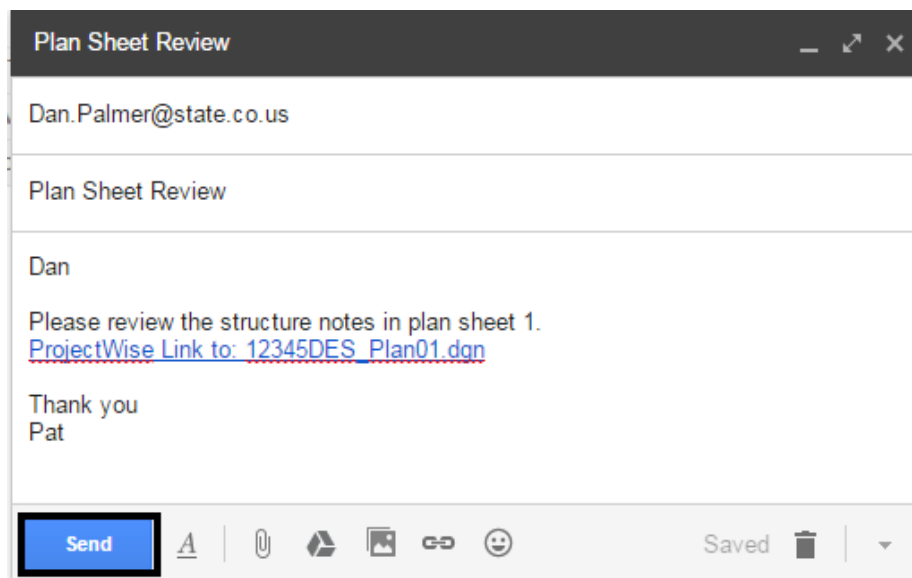 Plan Sheet Review
Dan.Palmer@state.co.us
Plan Sheet Review
Dan
Please review the structure notes in plan sheet 1.
ProjectWise Link to: 12345DES_Plan01.dgn
Thank you
Pat
Send A Saved